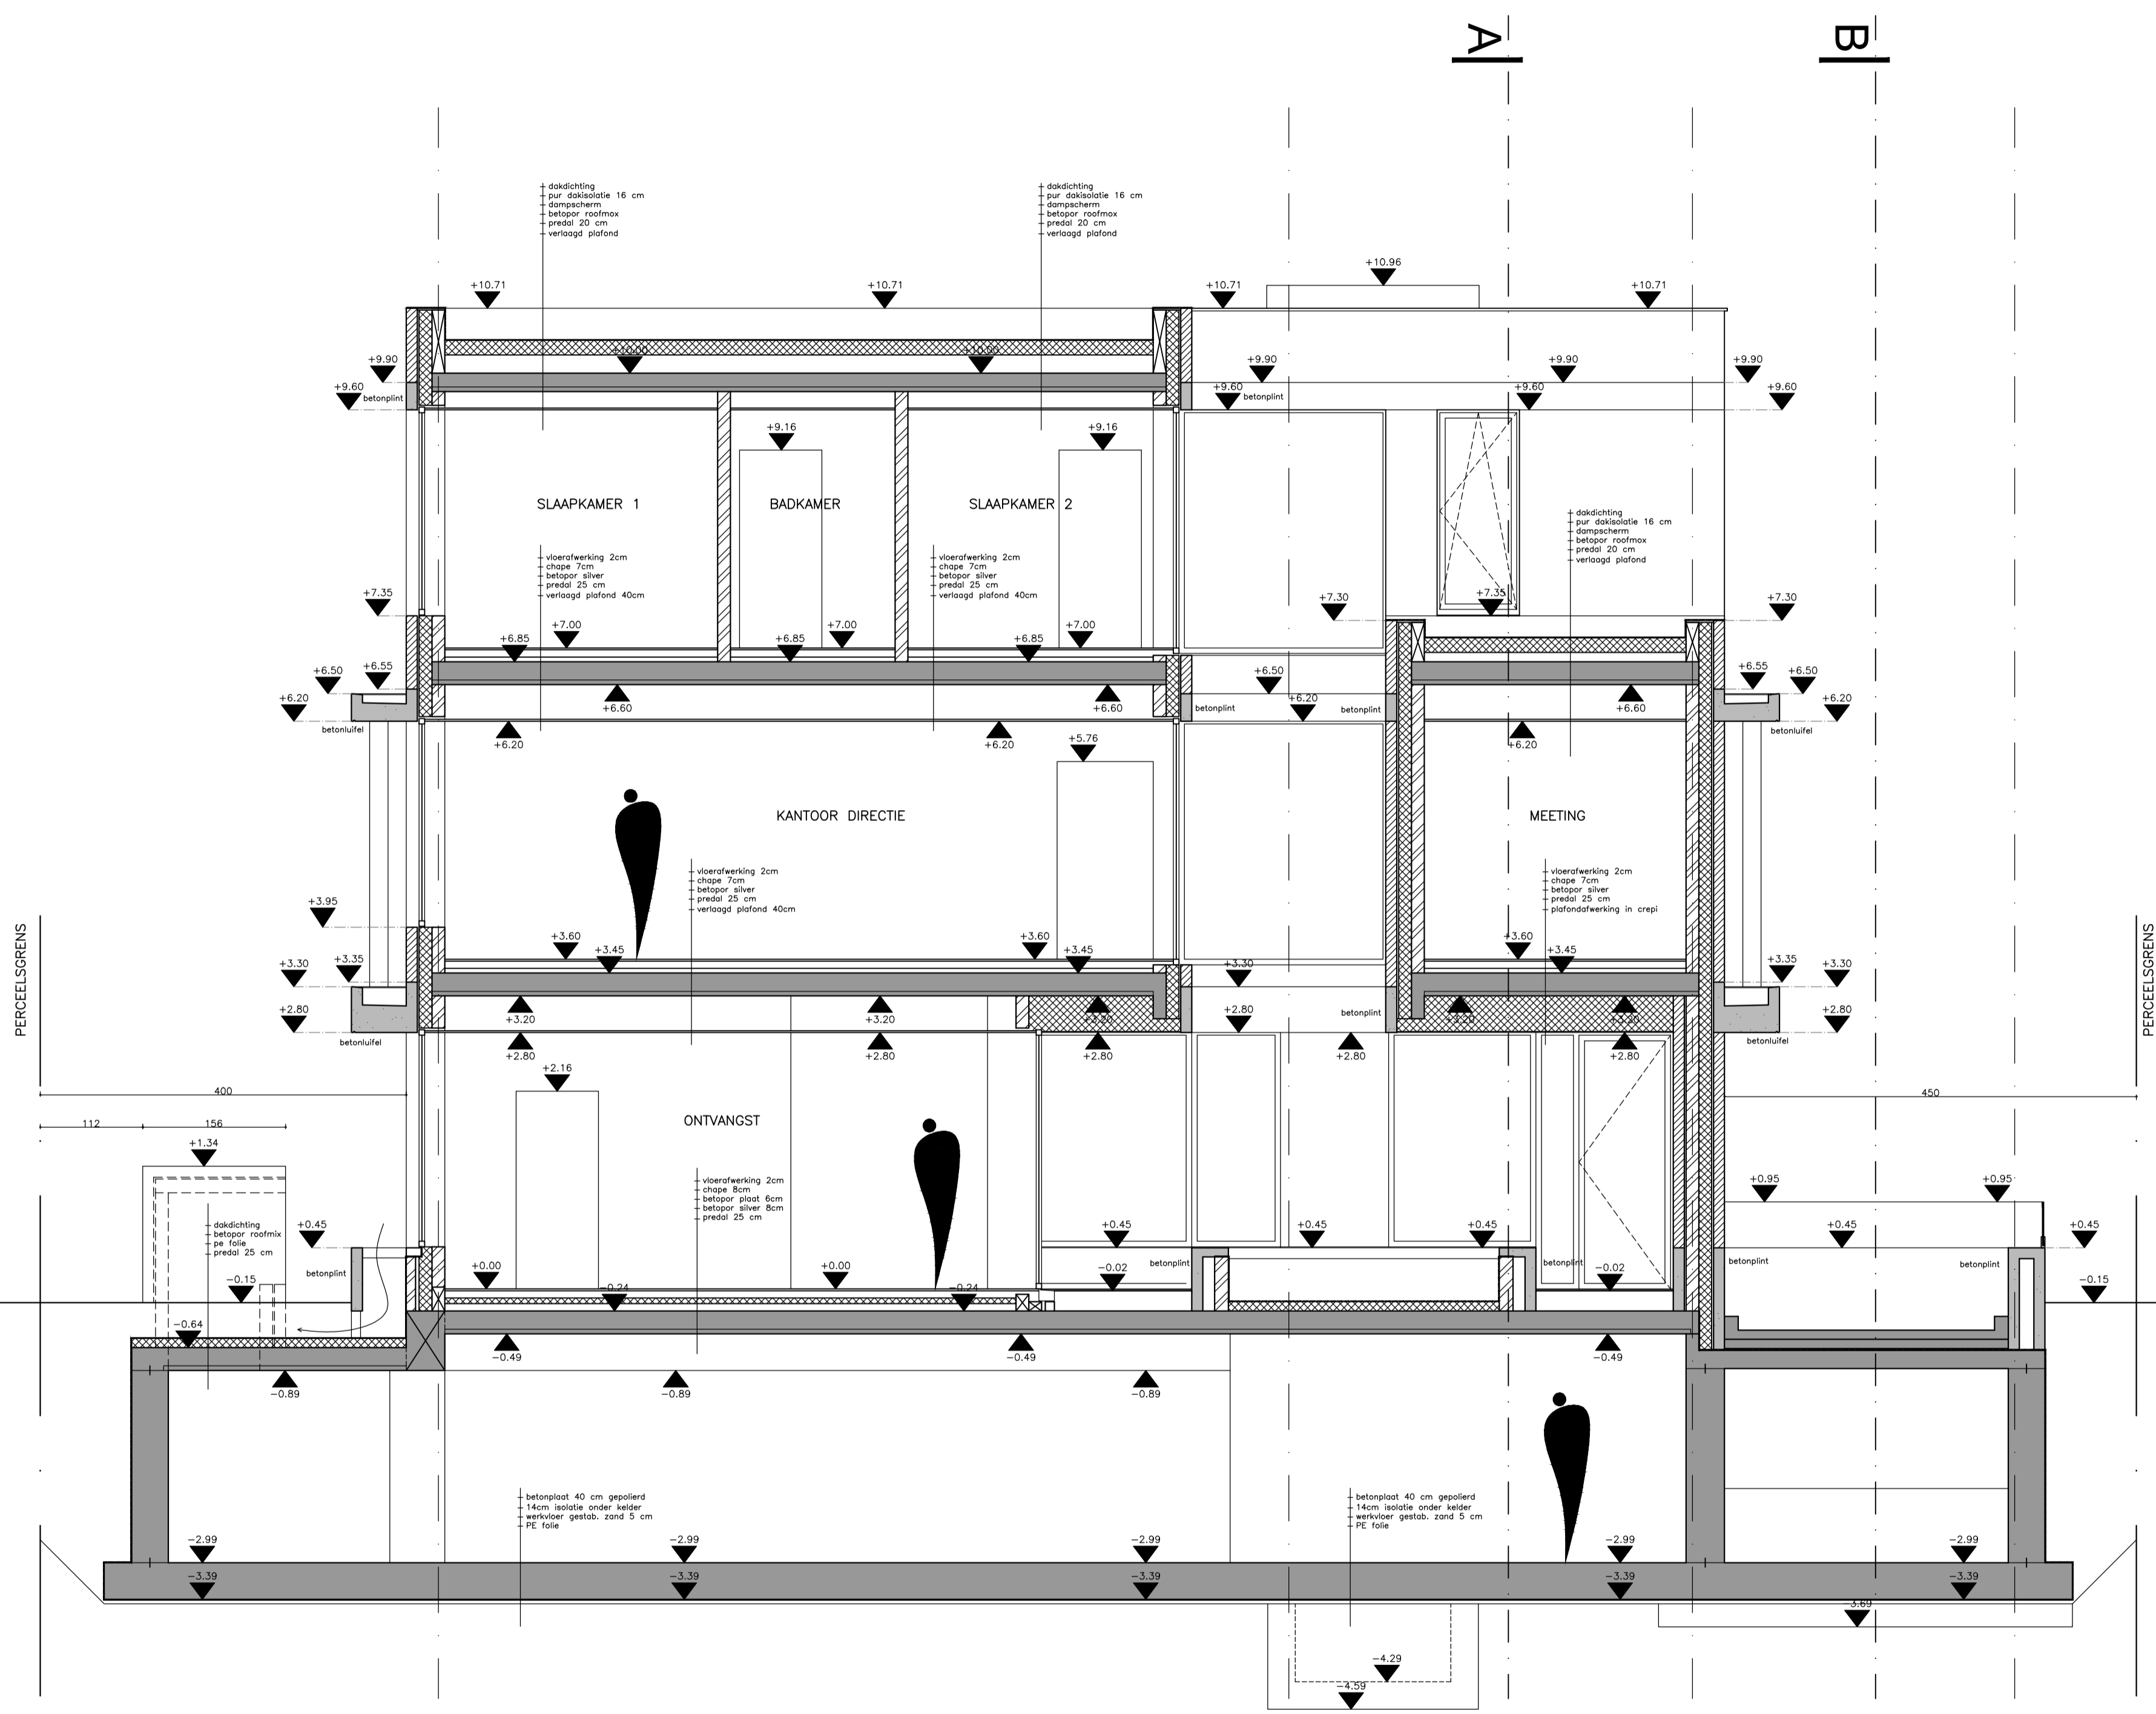 A
B
dakdichting
pur dakisolatie 16 cm
dampscherm
betopor roofmox
predal 20 cm
verlaagd plafond
dakdichting
pur dakisolatie 16 cm
dampscherm
betopor roofmox
predal 20 cm
verlaagd plafond
+10.96
+10.71
+10.71
+10.71
+10.71
+10.00
+10.00
+9.90
+9.90
+9.90
+9.90
+9.60
betonplint
+9.60
betonplint
+9.60
+9.60
+9.16
+9.16
SLAAPKAMER 1
BADKAMER
SLAAPKAMER 2
dakdichting
pur dakisolatie 16 cm
dampscherm
betopor roofmox
predal 20 cm
verlaagd plafond
vloerafwerking 2cm
chape 7cm
betopor silver
predal 25 cm
verlaagd plafond 40cm
vloerafwerking 2cm
chape 7cm
betopor silver
predal 25 cm
verlaagd plafond 40cm
+7.35
+7.35
+7.30
+7.30
+7.00
+7.00
+7.00
+6.85
+6.85
+6.85
+6.55
+6.50
+6.20
betonluifel
+6.60
+6.60
+6.50
+6.20
betonplint
betonplint
+6.60
+6.55
+6.50
+6.20
betonluifel
+6.20
+6.20
+6.20
+5.76
KANTOOR DIRECTIE
MEETING
vloerafwerking 2cm
chape 7cm
betopor silver
predal 25 cm
verlaagd plafond 40cm
vloerafwerking 2cm
chape 7cm
betopor silver
predal 25 cm
plafondafwerking in crepi
+3.95
PERCEELSGRENS
PERCEELSGRENS
+3.60
+3.60
+3.60
+3.45
+3.45
+3.45
+3.35
+3.30
+3.30
+3.35
+3.30
+2.80
betonluifel
+3.20
+3.20
+3.20
+2.80
betonplint
+3.20
+3.20
+2.80
betonluifel
+2.80
+2.80
+2.80
+2.80
+2.80
400
450
112
156
+2.16
+1.34
ONTVANGST
vloerafwerking 2cm
chape 8cm
betopor plaat 6cm
betopor silver 8cm
predal 25 cm
dakdichting
betopor roofmix
pe folie
predal 25 cm
+0.95
+0.95
+0.45
+0.45
+0.45
+0.45
+0.45
+0.45
betonplint
betonplint
betonplint
betonplint
betonplint
-0.15
+0.00
+0.00
-0.02
-0.02
-0.15
-0.24
-0.24
-0.64
-0.49
-0.49
-0.49
-0.89
-0.89
-0.89
betonplaat 40 cm gepolierd
14cm isolatie onder kelder
werkvloer gestab. zand 5 cm
PE folie
betonplaat 40 cm gepolierd
14cm isolatie onder kelder
werkvloer gestab. zand 5 cm
PE folie
-2.99
-2.99
-2.99
-2.99
-2.99
-3.39
-3.39
-3.39
-3.39
-3.39
-3.69
-4.29
-4.59